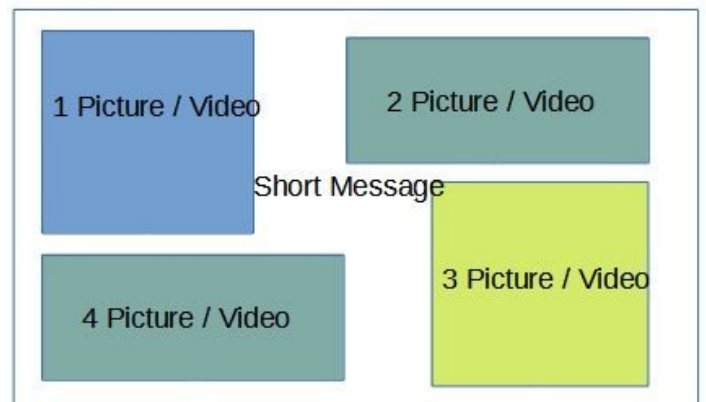 1 Picture / Video
2 Picture / Video
Short Message
3 Picture / Video
4 Picture / Video